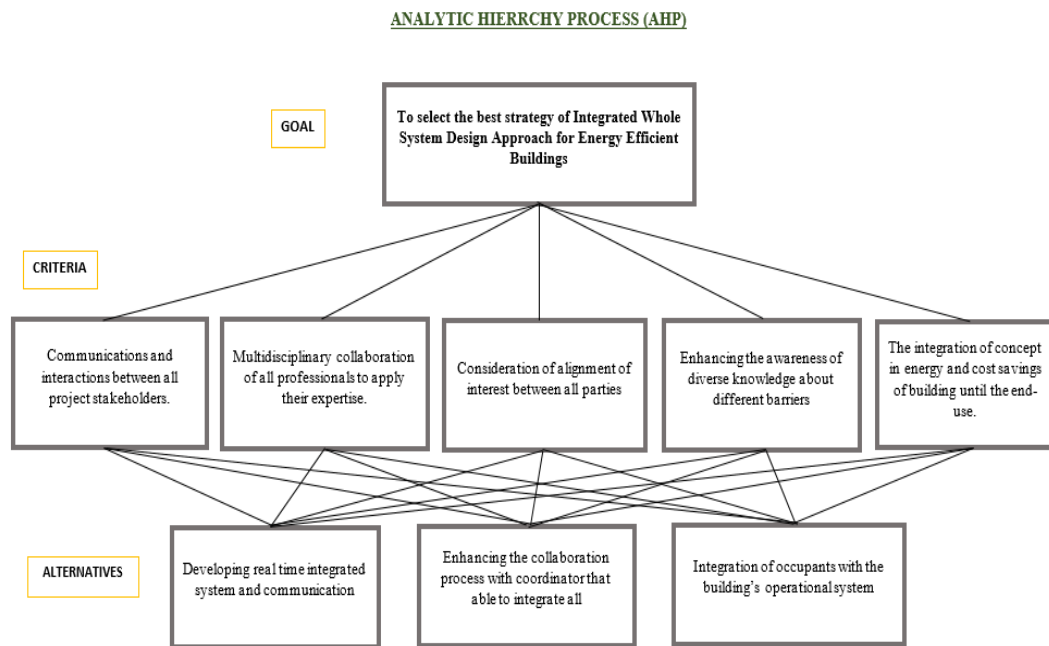 ANALYTIC HIERRCHY PROCESS (AHP)
GOAL
To select the best strategy of Integrated Whole
System Design Approach for Energy Efficient
Buildings
CRITERIA
Communications and
interactions between all
project stakeholders.
Multidisciplinary collaboration
of all professionals to apply
their expertise.
Consideration of alignment of
interest between all parties
Enhancing the awareness of
diverse knowledge about
different barriers
The integration of concept
in energy and cost savings
of building until the end-
use.
ALTERNATIVES
Developing real time integrated
system and communication
Enhancing the collaboration
process with coordinator that
able to integrate all
Integration of occupants with the
building’s operational system